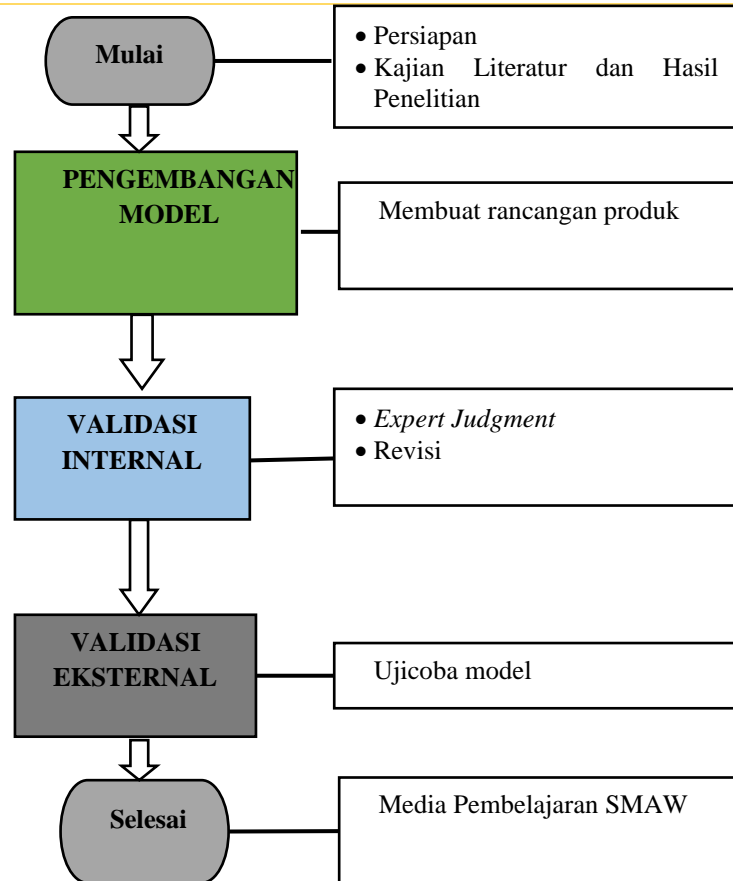 Mulai
• Persiapan
• Kajian Literatur dan Hasil
Penelitian
PENGEMBANGAN
MODEL
Membuat rancangan produk
VALIDASI
INTERNAL
• Expert Judgment
• Revisi
VALIDASI
EKSTERNAL
Ujicoba model
Selesai
Media Pembelajaran SMAW